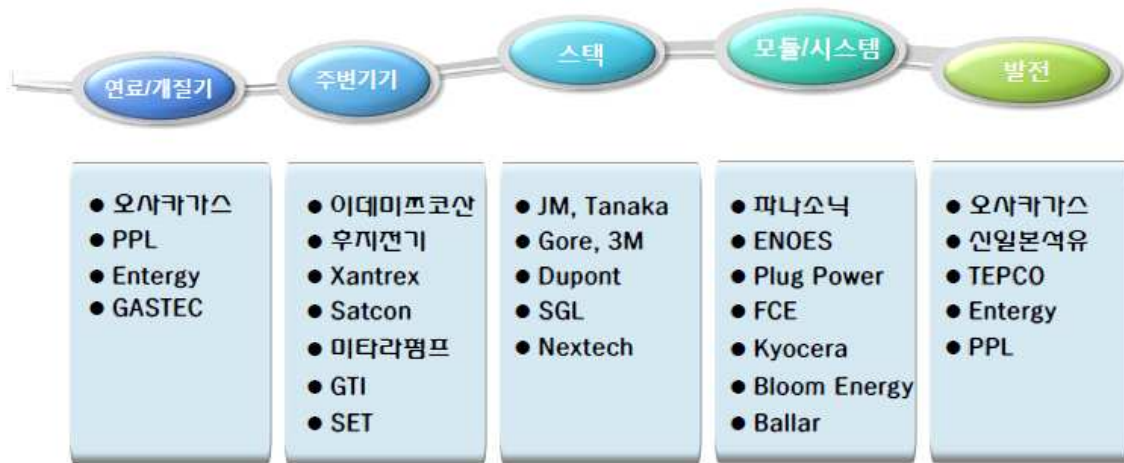 연료/개질기
주변기기
스택
모듈/시스템
발전
● 오사카가스
● PPL
● Entergy
● GASTEC
● 이데미쯔코산
● 후지전기
● Xantrex
● Satcon
● 미타라펌프
● GTI
● SET
● JM, Tanaka
● Gore, 3M
● Dupont
● SGL
● Nextech
● 파나소닉
● ENOES
● Plug Power
● FCE
● Kyocera
● Bloom Energy
● Ballar
● 오사카가스
● 신일본석유
● TEPCO
● Entergy
● PPL